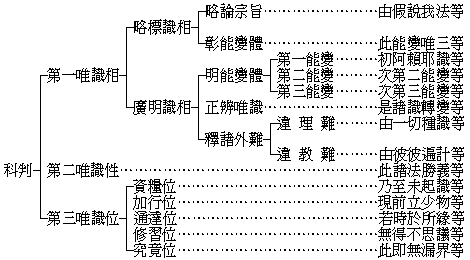 略論宗旨……………由假說我法等
略標識相
彰能變體……………此能變唯三等
第一能變……初阿賴耶識等
第一唯識相 明能變體 第二能變……次第二能變等
第三能變……次第三能變等
廣明識相 正辨唯識……………是諸識轉變等
違理難……由一切種識等
釋諸外難
違教難……由彼彼遍計等
科判 第二唯識性……………此諸法勝義等
資糧位……………乃至未起識等
加行位……………現前立少物等
第三唯識位 通達位……………若時於所緣等
修習位……………無得不思議等
究竟位……………此即無漏界等